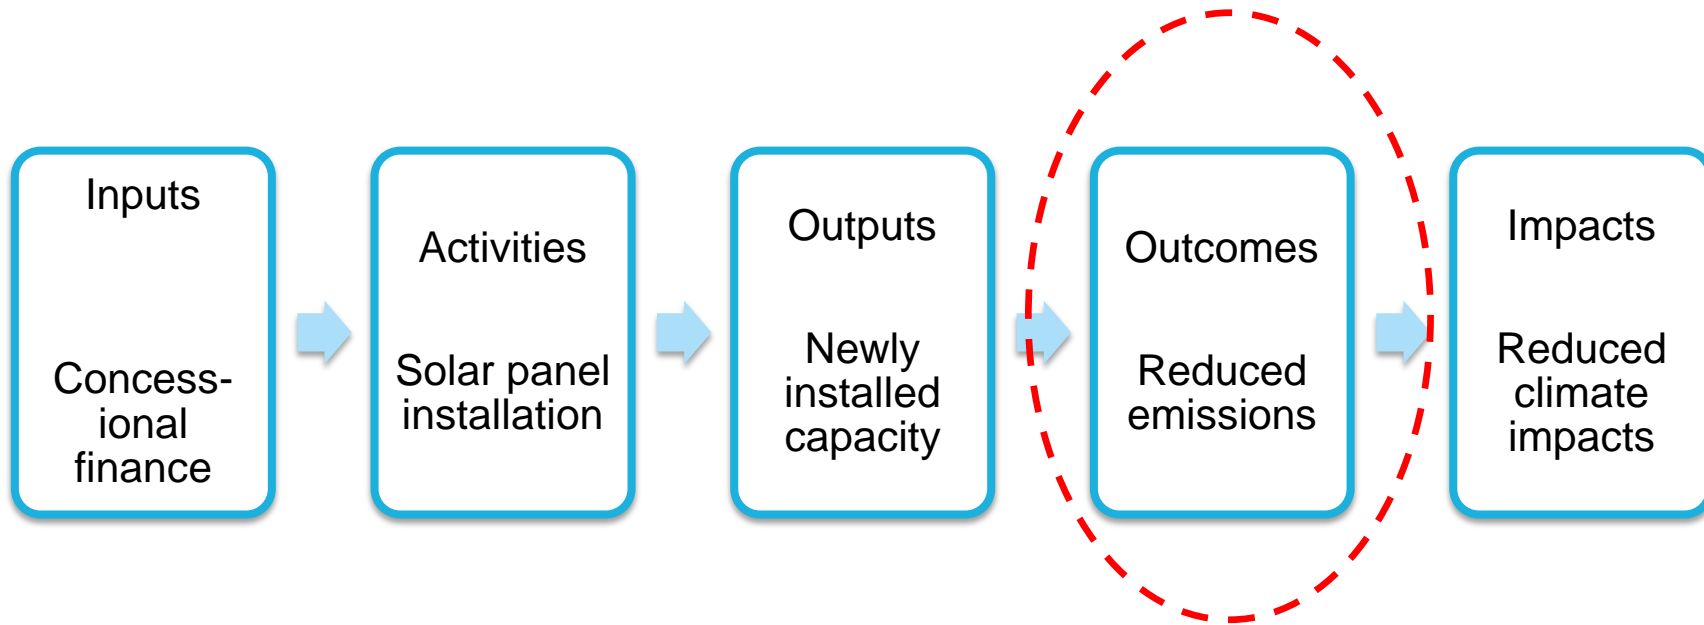 Inputs
Concess-
ional
finance
Activities
Solar panel
installation
Outputs
Newly
installed
capacity
Outcomes
Reduced
emissions
Impacts
Reduced
climate
impacts